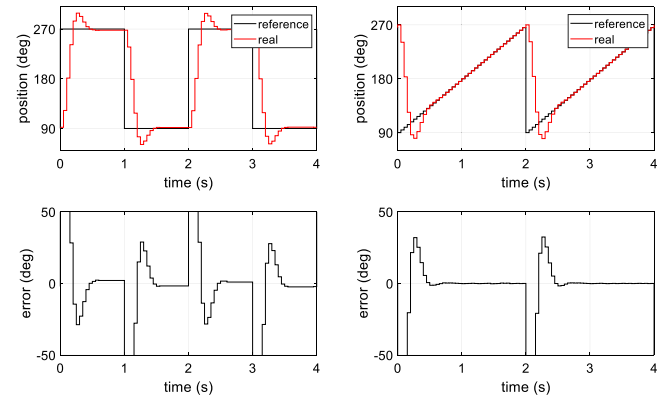 position (deg)
270
180
90
0
1
2
3
4
time (s)
reference
real
position (deg)
270
180
90
0
1
2
3
4
time (s)
reference
real
error (deg)
50
0
-50
0
1
2
3
4
time (s)
error (deg)
50
0
-50
0
1
2
3
4
time (s)